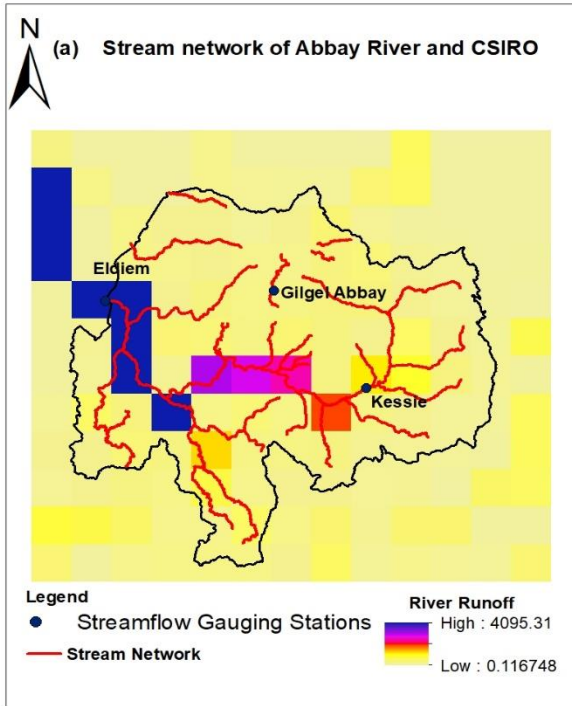 N
(a) Stream network of Abbay River and CSIRO
Eldiem
Gilgel Abbay
Kessie
Legend
Streamflow Gauging Stations
Stream Network
River Runoff
High : 4095.31
Low : 0.116748